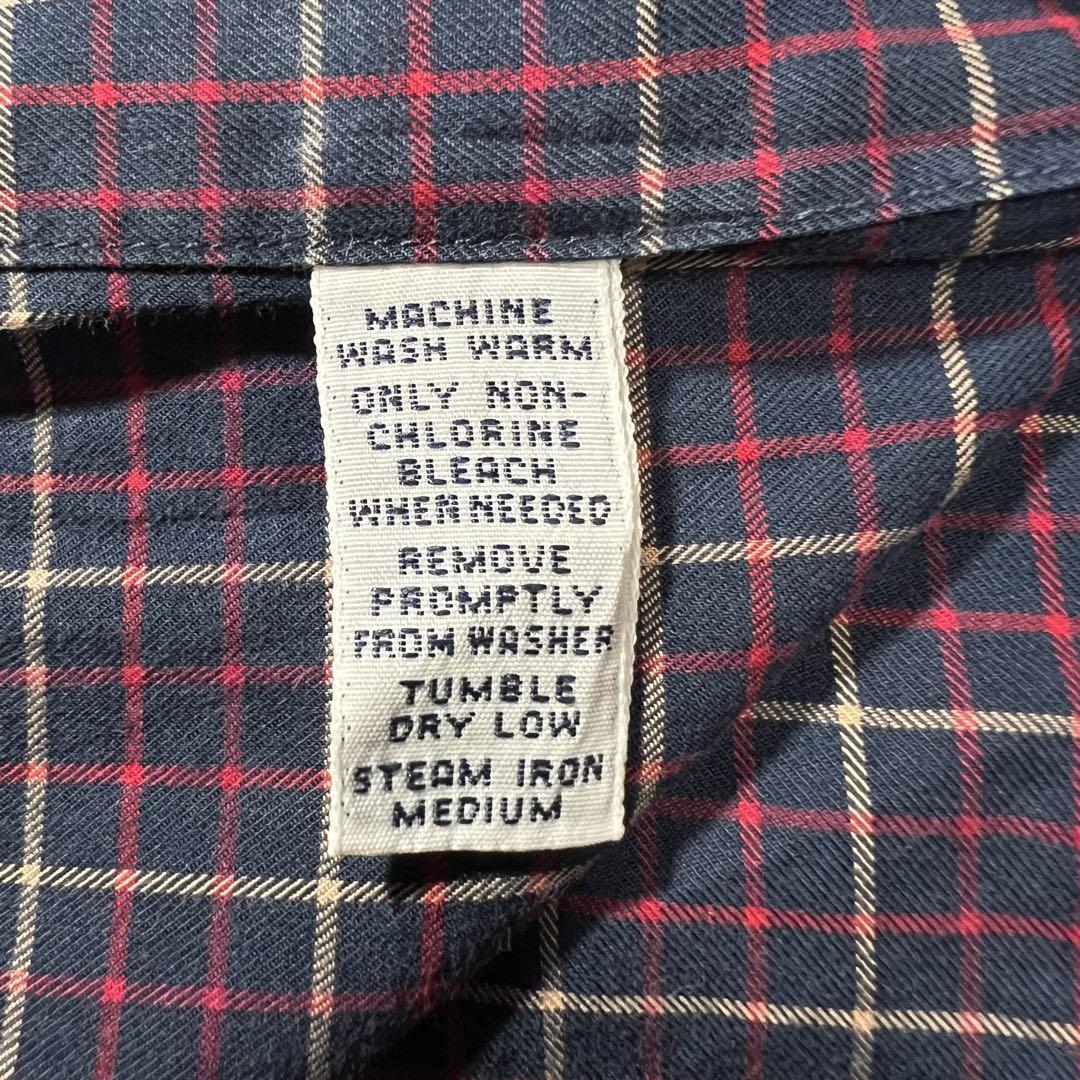 MACHINE
WASH WARM
ONLY NON-
CHLORINE
BLEACH
WHEN NEEDED
REMOVE
PROMPTLY
FROM WASHER
TUMBLE
DRY LOW
STEAM IRON
MEDIUM